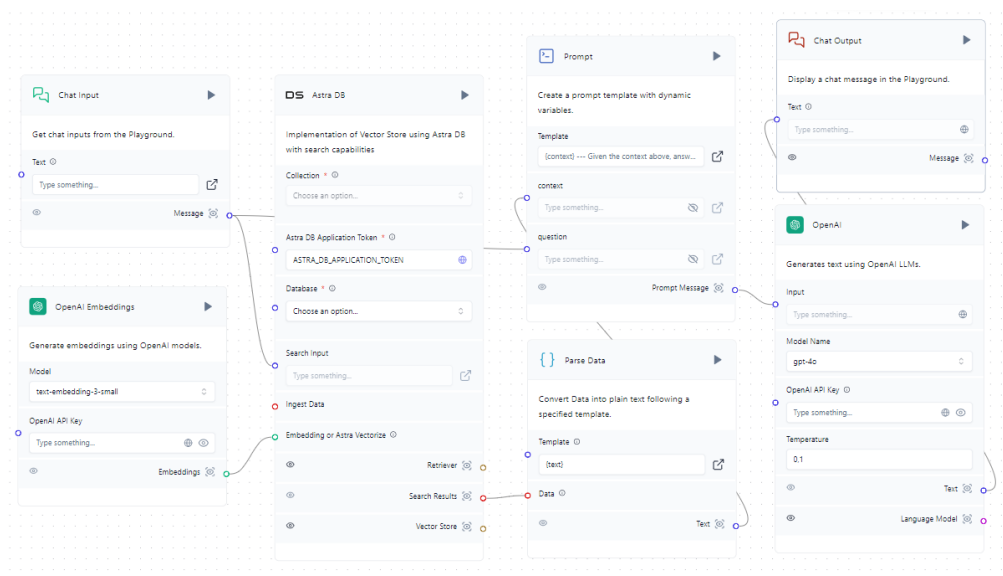 Chat Input
Get chat inputs from the Playground.
Text
Type something...
Message
OpenAI Embeddings
Generate embeddings using OpenAI models.
Model
text-embedding-3-small
OpenAI API Key
Type something...
Embeddings
DS Astra DB
Implementation of Vector Store using Astra DB
with search capabilities
Collection *
Choose an option...
Astra DB Application Token *
ASTRA_DB_APPLICATION_TOKEN
Database *
Choose an option...
Search Input
Type something...
Ingest Data
Embedding or Astra Vectorize
Retriever
Search Results
Vector Store
Prompt
Create a prompt template with dynamic
variables.
Template
{context} --- Given the context above, answ...
context
Type something...
question
Type something...
Prompt Message
Parse Data
Convert Data into plain text following a
specified template.
Template
{text}
Data
Text
Chat Output
Display a chat message in the Playground.
Text
Type something...
Message
OpenAI
Generates text using OpenAI LLMs.
Input
Type something...
Model Name
gpt-4o
OpenAI API Key
Type something...
Temperature
0.1
Text
Language Model